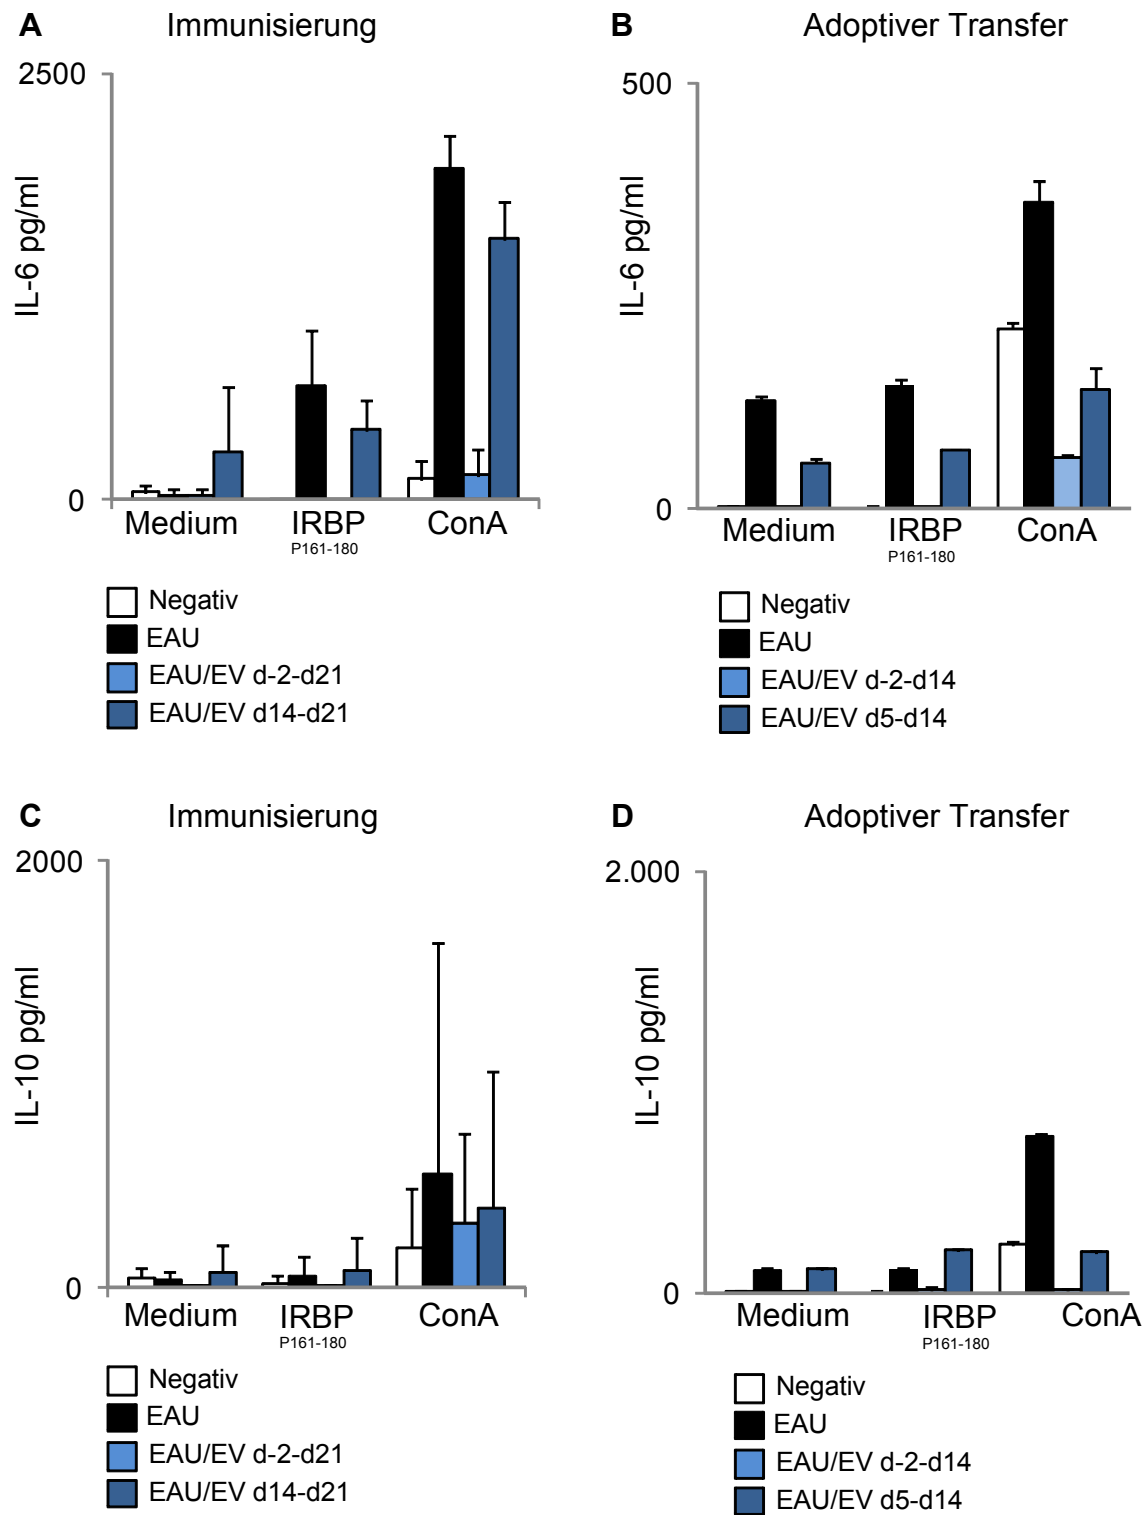 A Immunisierung
2500
IL-6 pg/ml
0
Medium IRBP ConA
P161-180
Negativ
EAU
EAU/EV d-2-d21
EAU/EV d14-d21
B Adoptiver Transfer
500
IL-6 pg/ml
0
Medium IRBP ConA
P161-180
Negativ
EAU
EAU/EV d-2-d14
EAU/EV d5-d14
C Immunisierung
2000
IL-10 pg/ml
0
Medium IRBP ConA
P161-180
Negativ
EAU
EAU/EV d-2-d21
EAU/EV d14-d21
D Adoptiver Transfer
2.000
IL-10 pg/ml
0
Medium IRBP ConA
P161-180
Negativ
EAU
EAU/EV d-2-d14
EAU/EV d5-d14